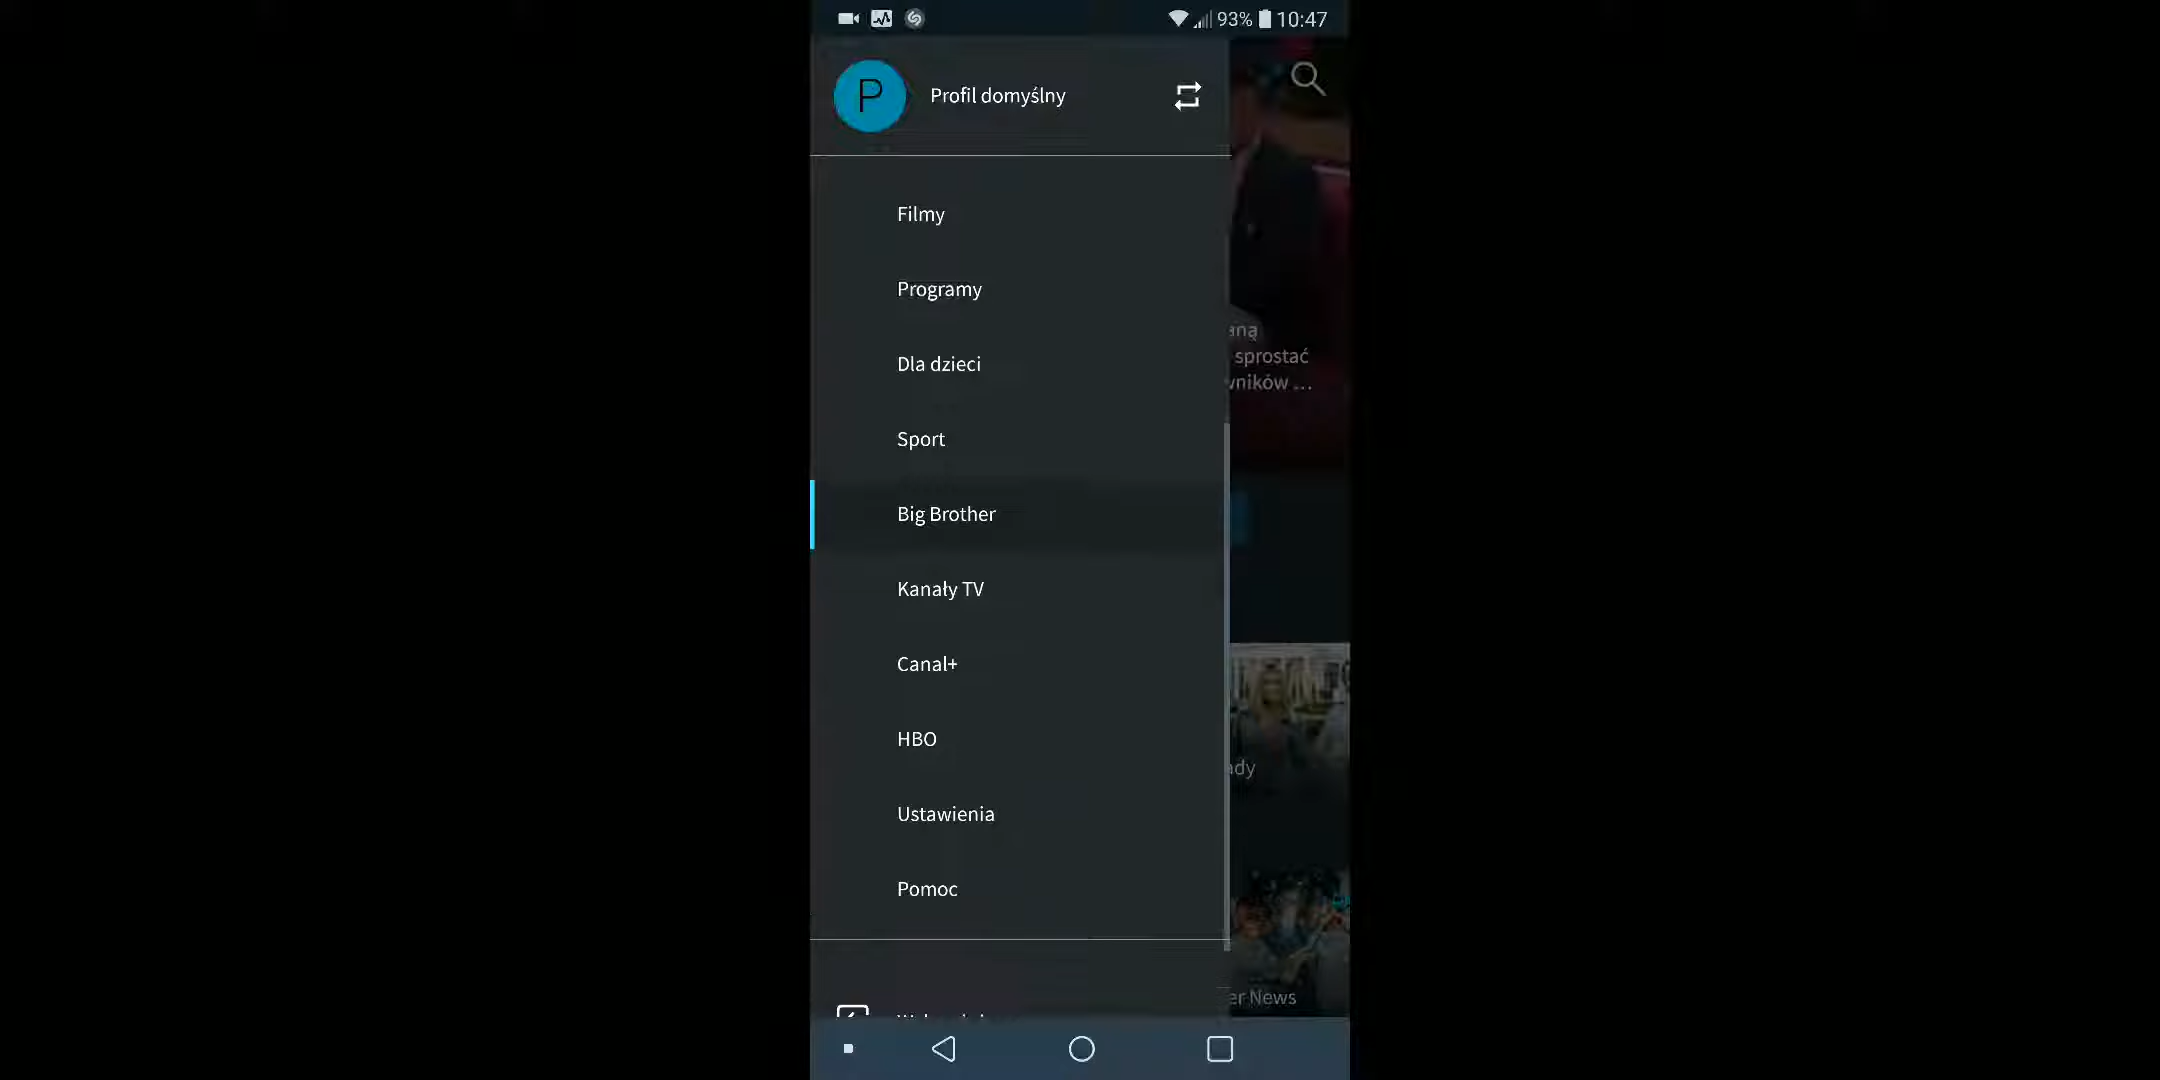 93% 10:47
P Profil domyślny
Filmy
Programy
Dla dzieci
Sport
Big Brother
Kanały TV
Canal+
HBO
Ustawienia
Pomoc
sprostać
News